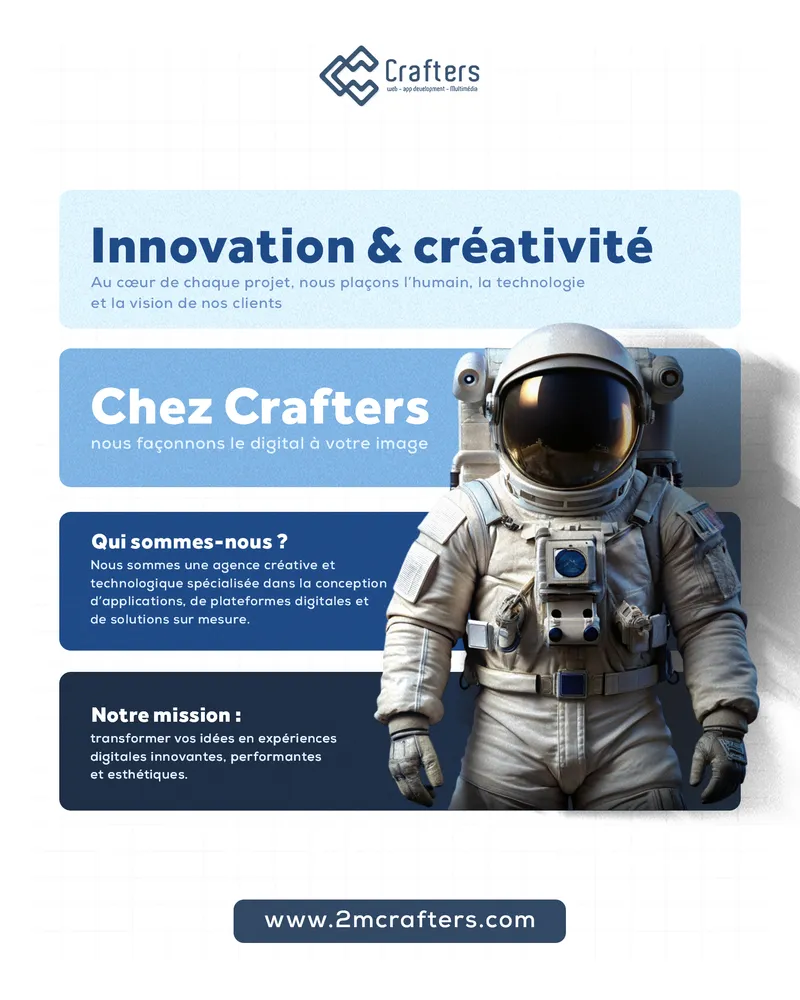 Crafters
web - app development - Multimédia
Innovation & créativité
Au cœur de chaque projet, nous plaçons l'humain, la technologie
et la vision de nos clients
Chez Crafters
nous façonnons le digital à votre image
Qui sommes-nous ?
Nous sommes une agence créative et
technologique spécialisée dans la conception
d'applications, de plateformes digitales et
de solutions sur mesure.
Notre mission :
transformer vos idées en expériences
digitales innovantes, performantes
et esthétiques.
www.2mcrafters.com